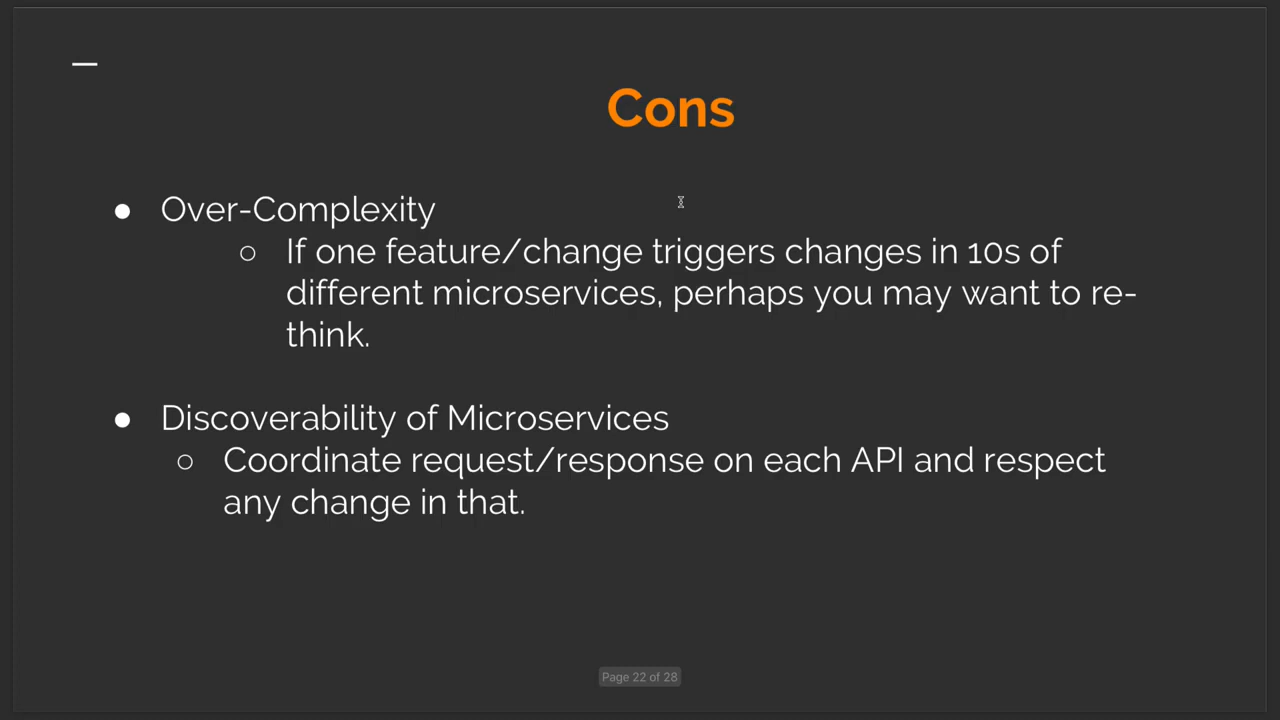 Cons
● Over-Complexity
○ If one feature/change triggers changes in 10s of
different microservices, perhaps you may want to re-
think.
● Discoverability of Microservices
○ Coordinate request/response on each API and respect
any change in that.
Page 22 of 28